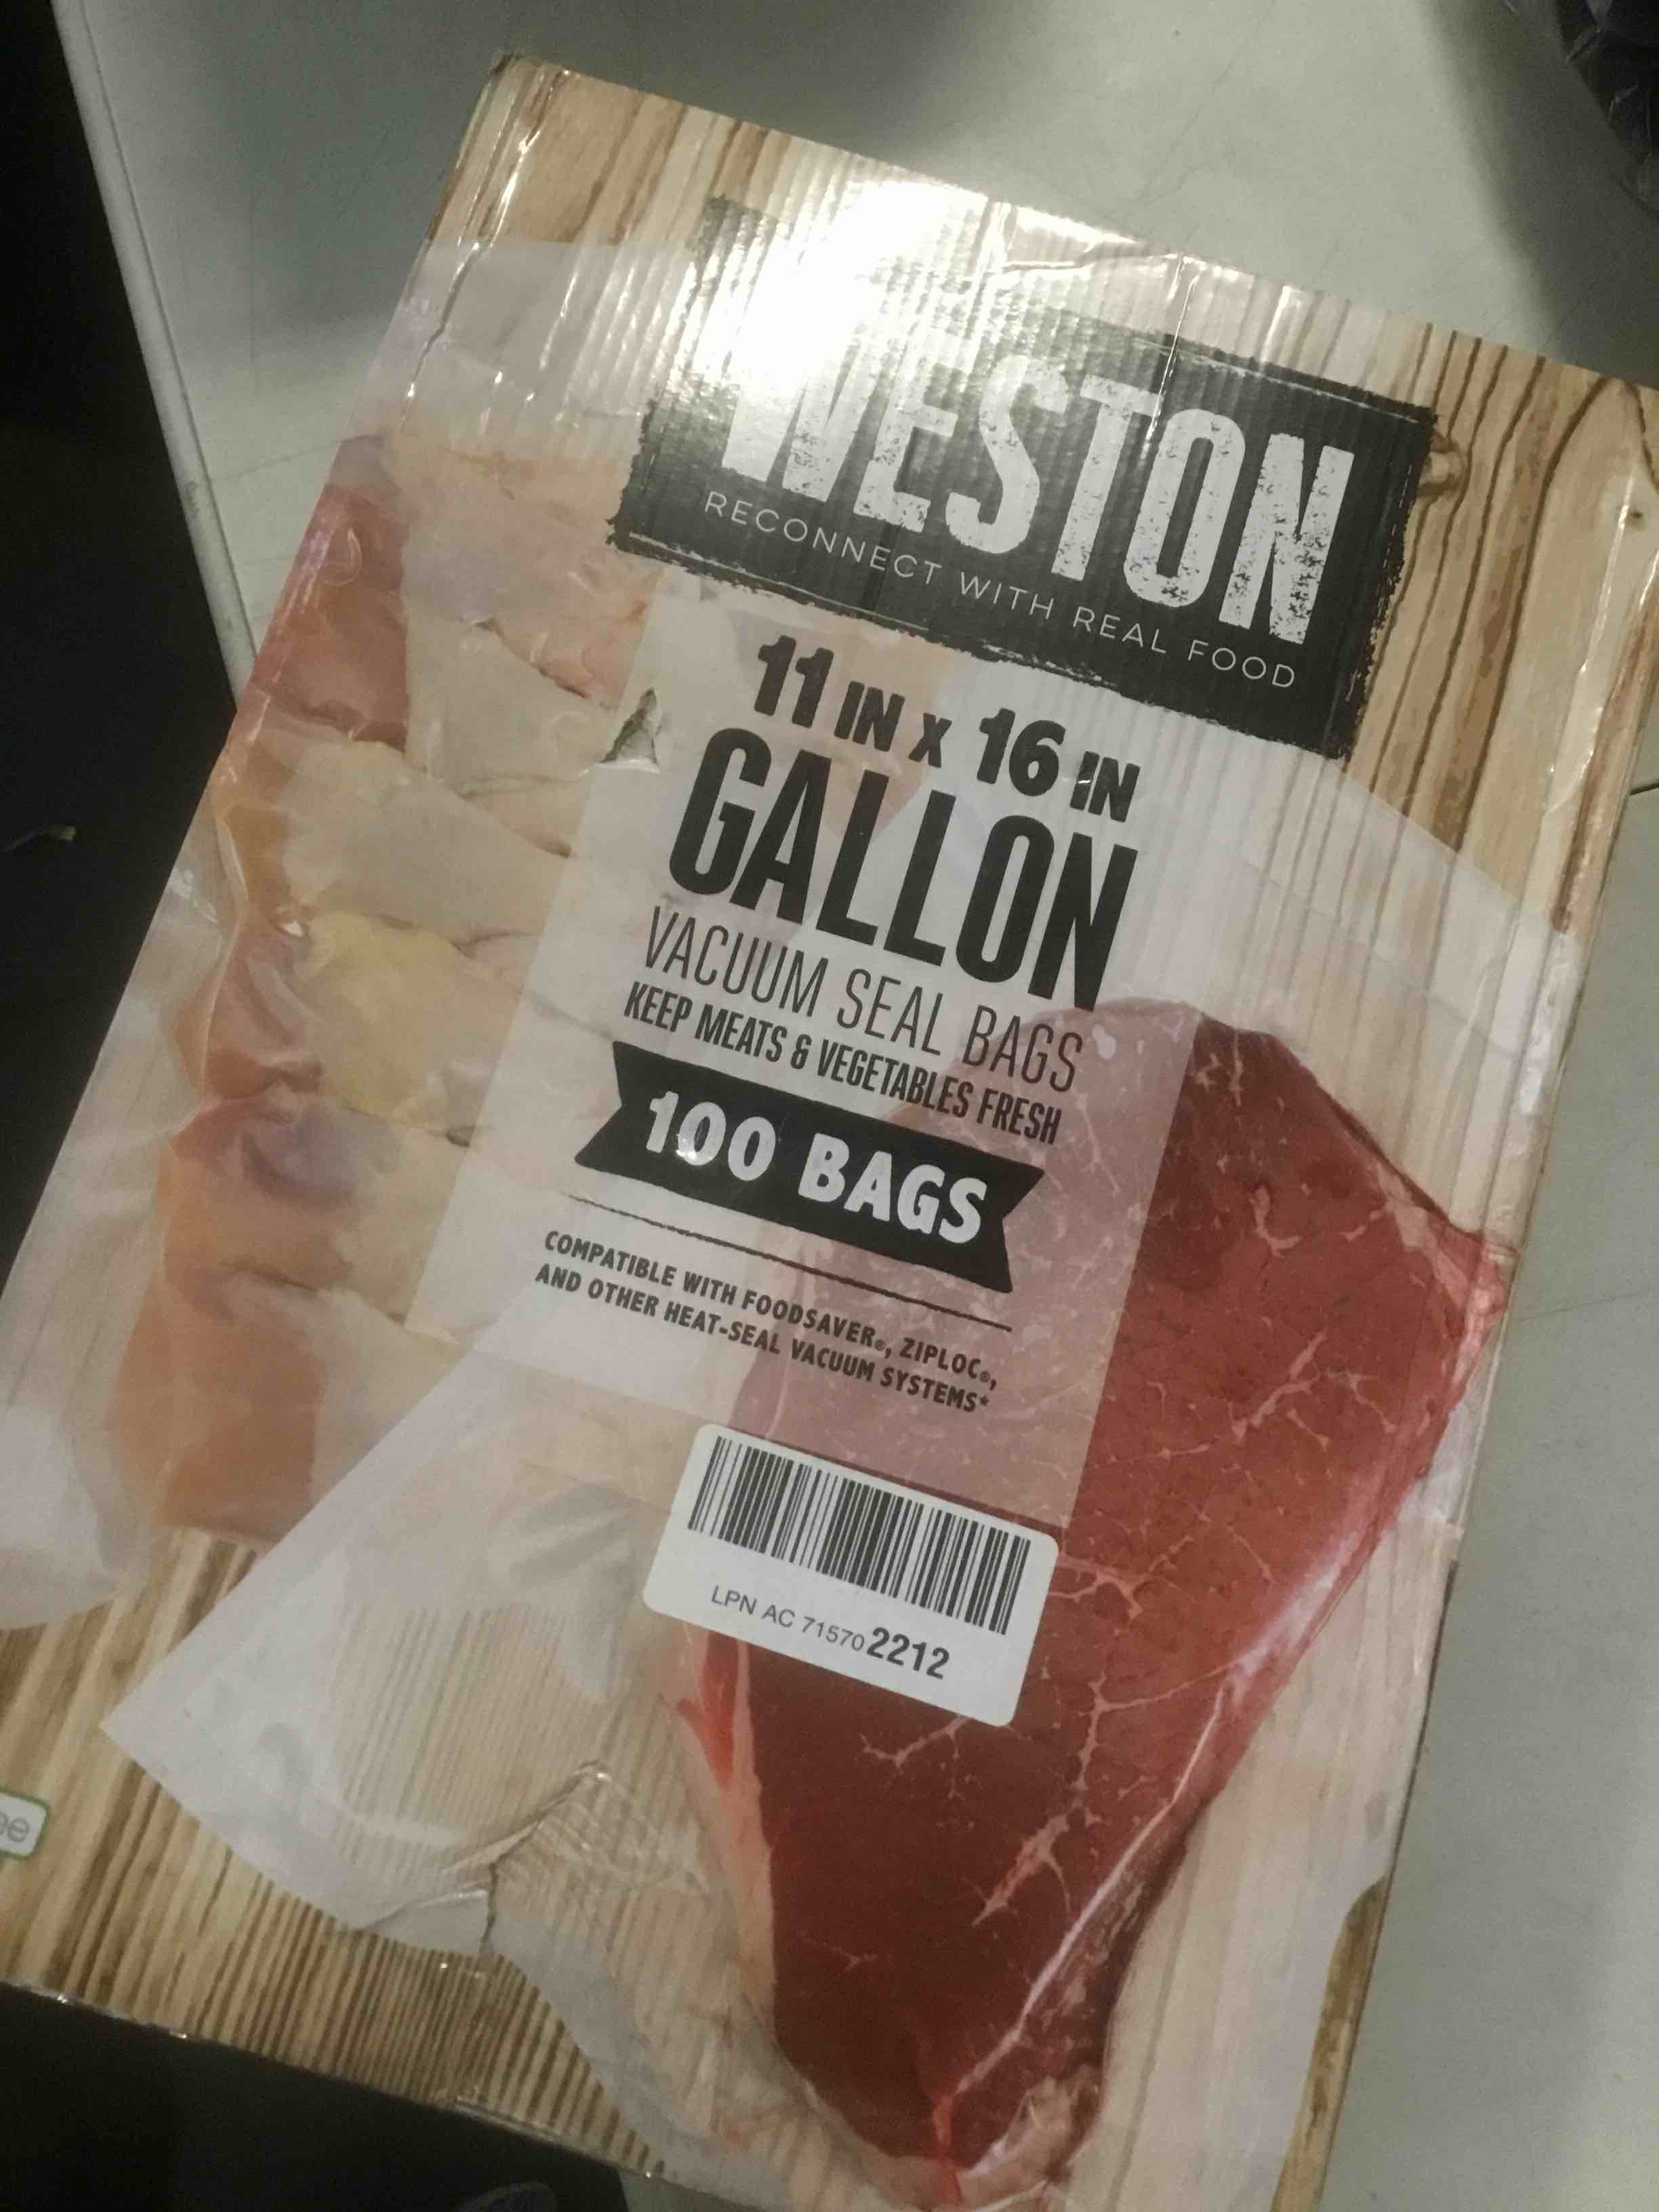 WESTON
RECONNECT WITH REAL FOOD
11 IN X 16 IN
GALLON
VACUUM SEAL BAGS
KEEP MEATS & VEGETABLES FRESH
100 BAGS
COMPATIBLE WITH FOODSAVER®, ZIPLOC®,
AND OTHER HEAT-SEAL VACUUM SYSTEMS*
LPN AC 715702212